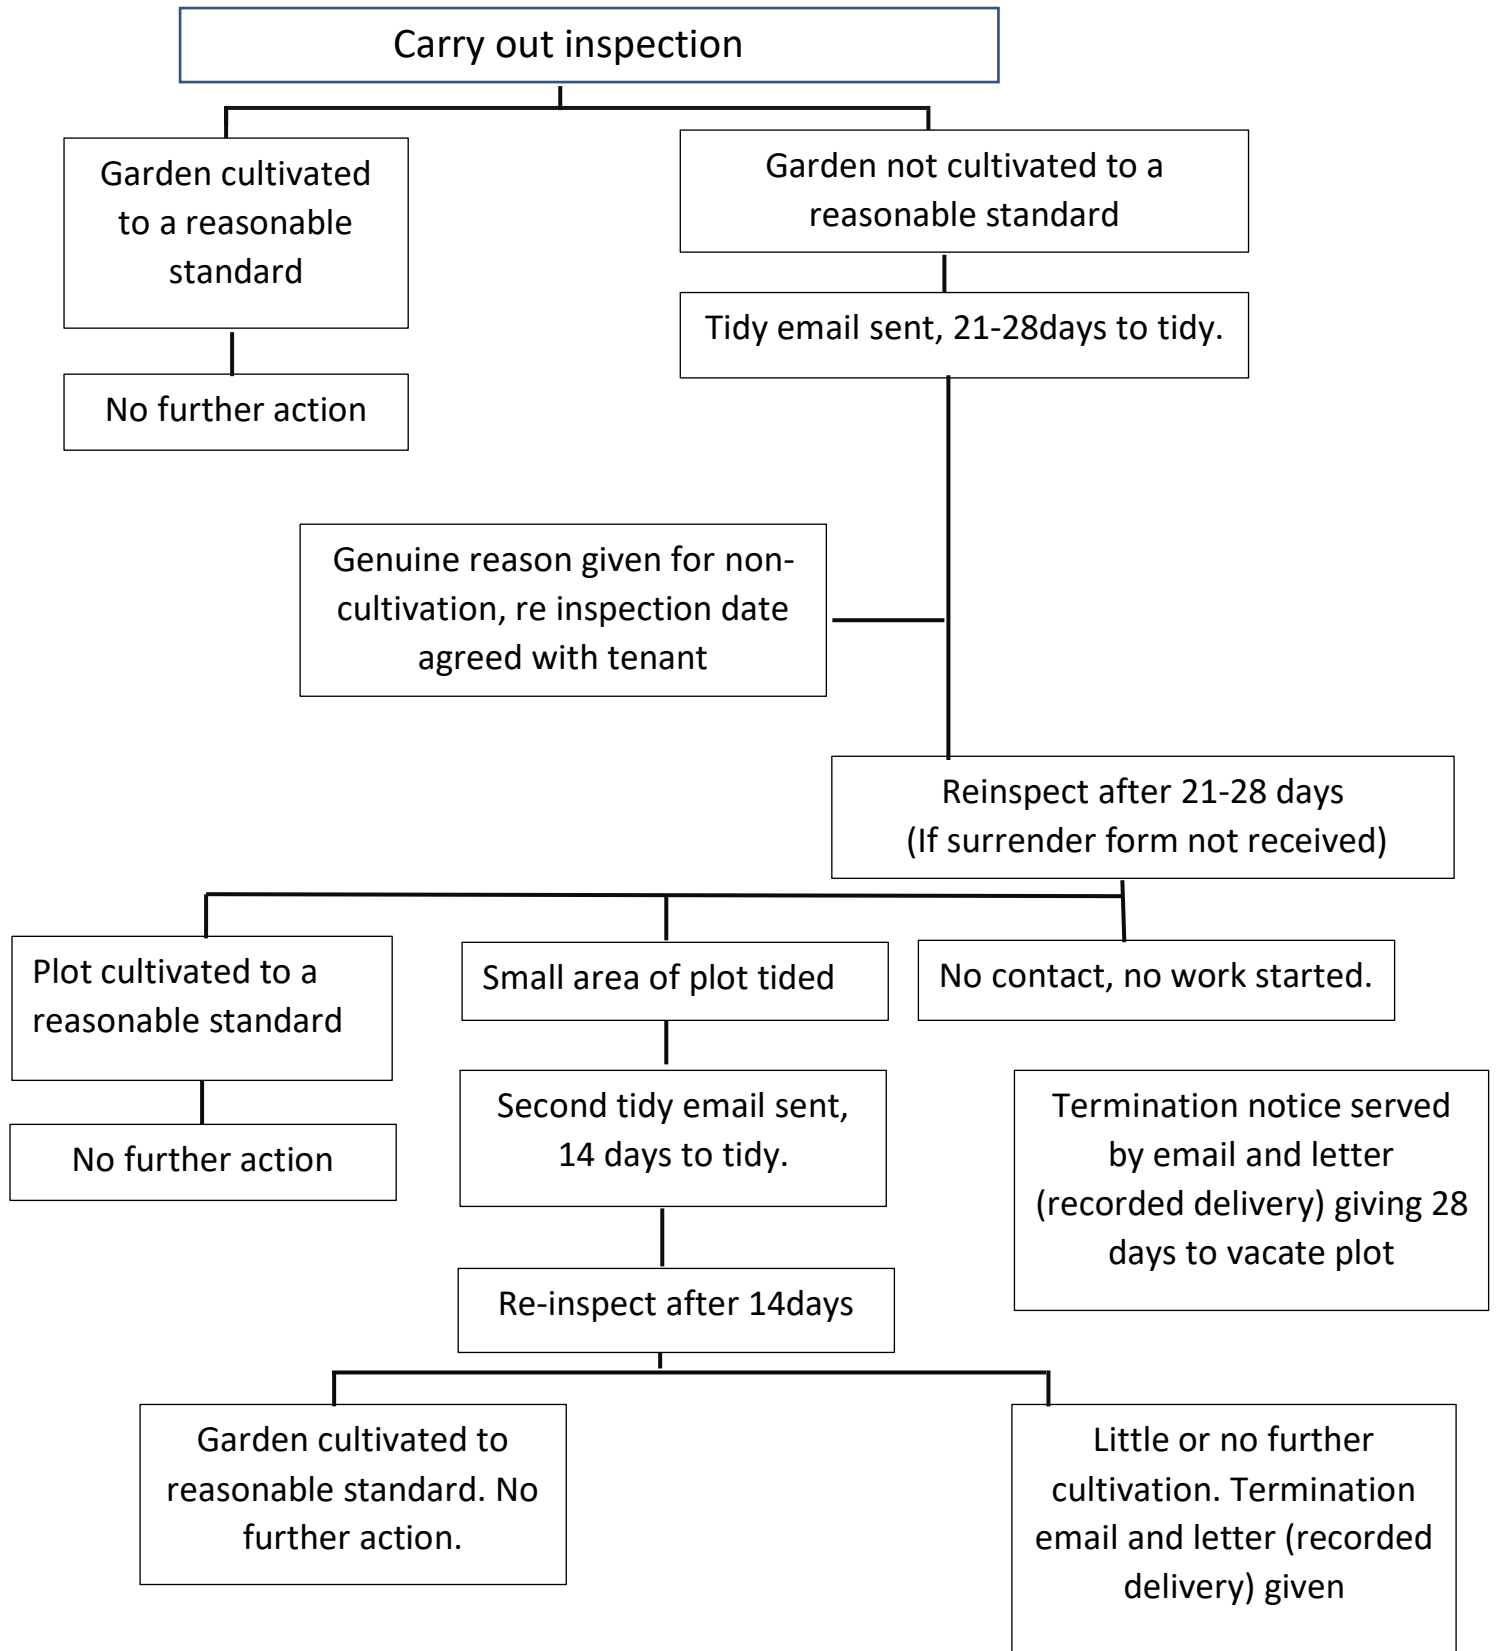 Carry out inspection
Garden cultivated
to a reasonable
standard
No further action
Garden not cultivated to a
reasonable standard
Tidy email sent, 21-28days to tidy.
Genuine reason given for non-
cultivation, re inspection date
agreed with tenant
Reinspect after 21-28 days
(If surrender form not received)
Plot cultivated to a
reasonable standard
No further action
Small area of plot tided
Second tidy email sent,
14 days to tidy.
Re-inspect after 14days
No contact, no work started.
Termination notice served
by email and letter
(recorded delivery) giving 28
days to vacate plot
Garden cultivated to
reasonable standard. No
further action.
Little or no further
cultivation. Termination
email and letter (recorded
delivery) given